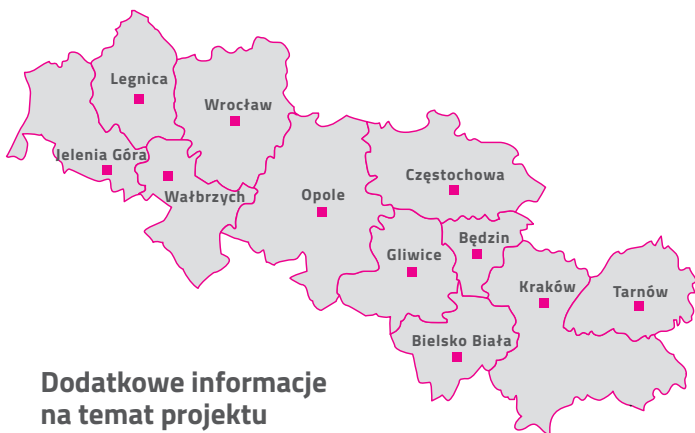 Legnica
Wrocław
Jelenia Góra
Wałbrzych
Opole
Częstochowa
Będzin
Gliwice
Kraków
Tarnów
Bielsko Biała
Dodatkowe informacje
na temat projektu